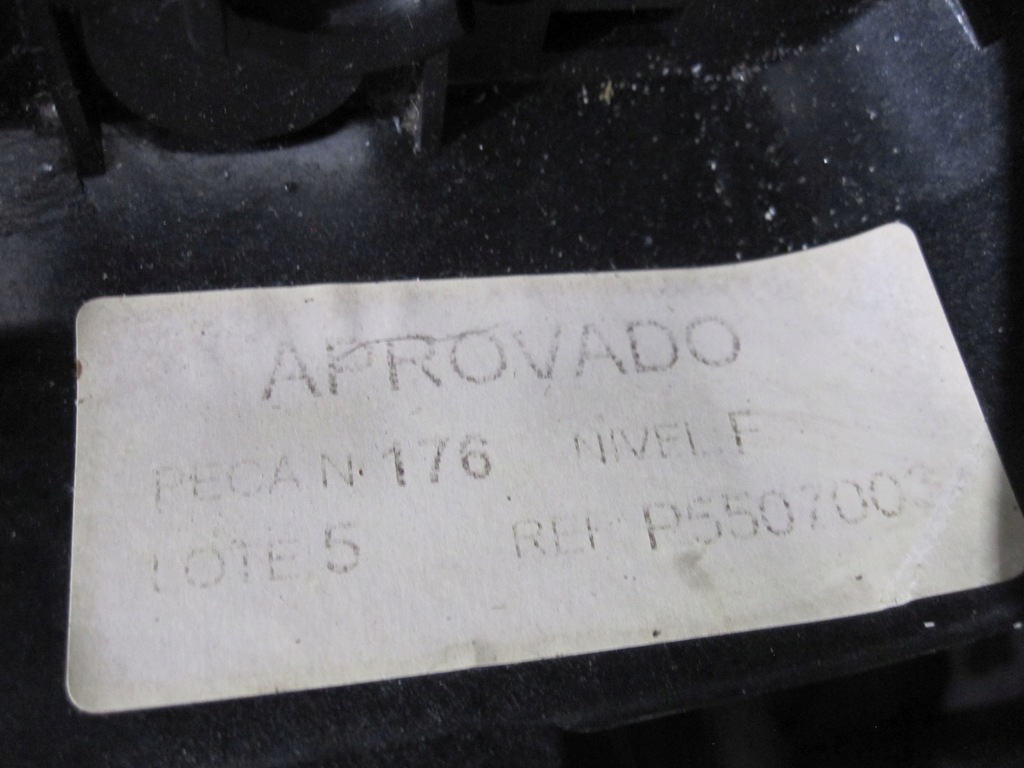 APROVADO
PECA N. 176 NIVEL.F
LOTE.5 REF. P5507003